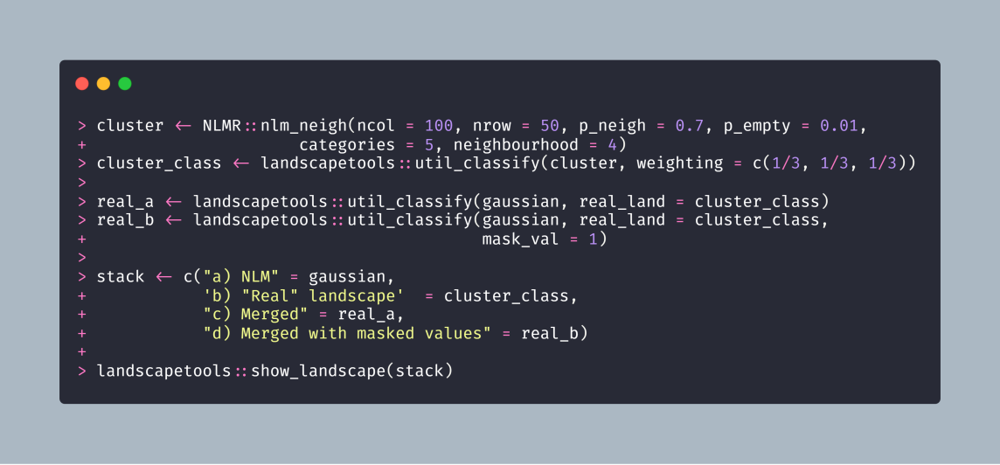 > cluster <- NLMR::nlm_neigh(ncol = 100, nrow = 50, p_neigh = 0.7, p_empty = 0.01,
+                     categories = 5, neighbourhood = 4)
> cluster_class <- landscapetools::util_classify(cluster, weighting = c(1/3, 1/3, 1/3))
>
> real_a <- landscapetools::util_classify(gaussian, real_land = cluster_class)
> real_b <- landscapetools::util_classify(gaussian, real_land = cluster_class,
+                                        mask_val = 1)
>
> stack <- c("a) NLM" = gaussian,
+            'b) "Real" landscape'  = cluster_class,
+            "c) Merged" = real_a,
+            "d) Merged with masked values" = real_b)
+
> landscapetools::show_landscape(stack)